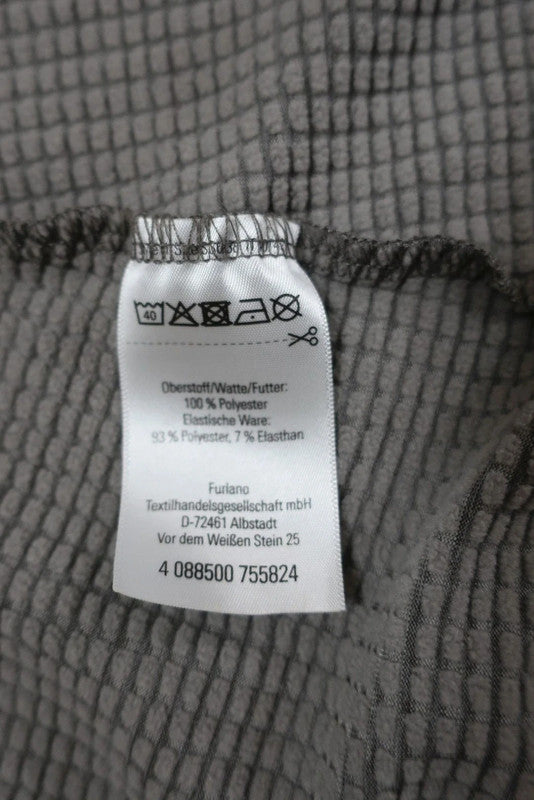 40
Oberstoff/Watte/Futter:
100 % Polyester
Elastische Ware:
93 % Polyester, 7 % Elasthan
Furlano
Textilhandelsgesellschaft mbH
D-72461 Albstadt
Vor dem Weißen Stein 25
4 088500 755824